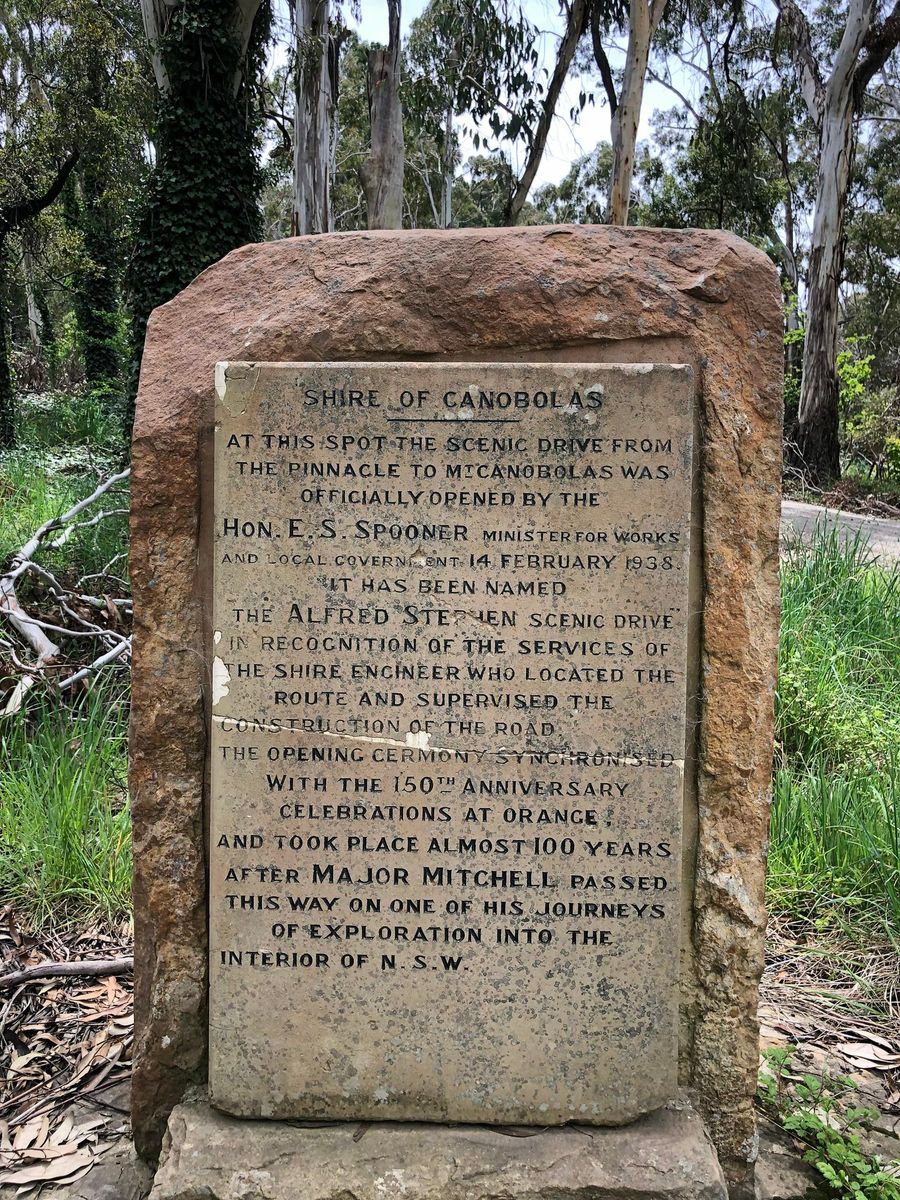 SHIRE OF CANOBOLAS
AT THIS SPOT THE SCENIC DRIVE FROM
THE PINNACLE TO MT CANOBOLAS WAS
OFFICIALLY OPENED BY THE
HON. E. S. SPOONER MINISTER FOR WORKS
AND LOCAL GOVERNMENT 14 FEBRUARY 1938.
IT HAS BEEN NAMED
"THE ALFRED STEPHEN SCENIC DRIVE"
IN RECOGNITION OF THE SERVICES OF
THE SHIRE ENGINEER WHO LOCATED THE
ROUTE AND SUPERVISED THE
CONSTRUCTION OF THE ROAD.
THE OPENING CERMONY SYNCHRONISED
WITH THE 150TH ANNIVERSARY
CELEBRATIONS AT ORANGE,
AND TOOK PLACE ALMOST 100 YEARS
AFTER MAJOR MITCHELL PASSED
THIS WAY ON ONE OF HIS JOURNEYS
OF EXPLORATION INTO THE
INTERIOR OF N. S. W.